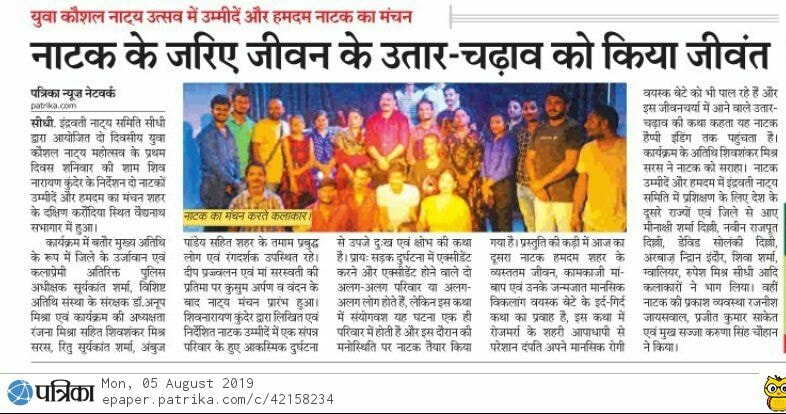 युवा कौशल नाट्य उत्सव में उम्मीदें और हमदम नाटक का मंचन
नाटक के जरिए जीवन के उतार-चढ़ाव को किया जीवंत
पत्रिका न्यूज़ नेटवर्क
patrika.com
सीधी. इंद्रवती नाट्य समिति सीधी
द्वारा आयोजित दो दिवसीय युवा
कौशल नाट्य महोत्सव के प्रथम
दिवस शनिवार की शाम शिव
नारायण कुंदेर के निर्देशन दो नाटकों
उम्मीदें और हमदम का मंचन शहर
के दक्षिण करौंदिया स्थित वैद्यनाथ
सभागार में हुआ।
कार्यक्रम में बतौर मुख्य अतिथि
के रूप में जिले के उर्जावान एवं
कलाप्रेमी अतिरिक्त पुलिस
अधीक्षक सूर्यकांत शर्मा, विशिष्ट
अतिथि संस्था के संरक्षक डॉ.अनूप
मिश्रा एवं कार्यक्रम की अध्यक्षता
रंजना मिश्रा सहित शिवशंकर मिश्र
सरस, रितु सूर्यकांत शर्मा, अंबुज
नाटक का मंचन करते कलाकार।
पांडेय सहित शहर के तमाम प्रबुद्ध
लोग एवं रंगदर्शक उपस्थित रहे।
दीप प्रज्वलन एवं मां सरस्वती की
प्रतिमा पर कुसुम अर्पण व वंदन के
बाद नाट्य मंचन प्रारंभ हुआ।
शिवनारायण कुंदेर द्वारा लिखित एवं
निर्देशित नाटक उम्मीदें में एक संपन्न
परिवार के हुए आकस्मिक दुर्घटना
से उपजे दु:ख एवं क्षोभ की कथा
है। प्राय: सड़क दुर्घटना में एक्सीडेंट
करने और एक्सीडेंट होने वाले दो
अलग-अलग परिवार या अलग-
अलग लोग होते हैं, लेकिन इस कथा
में संयोगवश यह घटना एक ही
परिवार में होती है और इस दौरान की
मनोस्थिति पर नाटक तैयार किया
गया है। प्रस्तुति की कड़ी में आज का
दूसरा नाटक हमदम शहर के
व्यस्ततम जीवन, कामकाजी मां-
बाप एवं उनके जन्मजात मानसिक
विकलांग वयस्क बेटे के इर्द-गिर्द
कथा का प्रवाह है, इस कथा में
रोजमर्रा के शहरी आपाधापी से
परेशान दंपति अपने मानसिक रोगी
वयस्क बेटे को भी पाल रहे हैं और
इस जीवनचर्या में आने वाले उतार-
चढ़ाव की कथा कहता यह नाटक
हैप्पी इंडिंग तक पहुंचता है।
कार्यक्रम के अतिथि शिवशंकर मिश्र
सरस ने नाटक को सराहा। नाटक
उम्मीदें और हमदम में इंद्रवती नाट्य
समिति में प्रशिक्षण के लिए देश के
दूसरे राज्यों एवं जिले से आए
मीनाक्षी शर्मा दिल्ली, नवीन राजपूत
दिल्ली, डेविड सोलंकी दिल्ली,
अरबाज़ निद्रान इंदौर, शिवा शर्मा,
ग्वालियर, रुपेश मिश्र सीधी आदि
कलाकारों ने भाग लिया। वहीं
नाटक की प्रकाश व्यवस्था रजनीश
जायसवाल, प्रजीत कुमार साकेत
एवं मुख सज्जा करुणा सिंह चौहान
ने किया।
पत्रिका
Mon, 05 August 2019
epaper.patrika.com/c/42158234